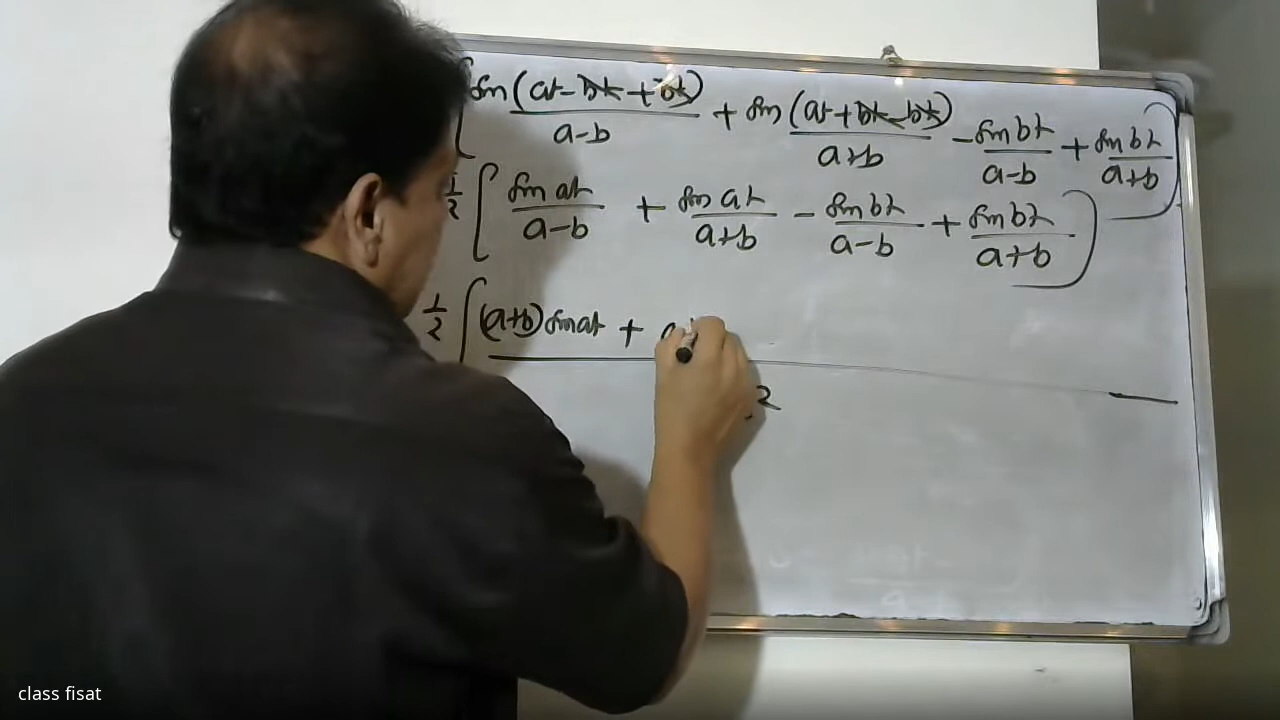 sin(at - bt + bt) / a-b + sin(at + bt - bt) / a+b - sin bt / a-b + sin bt / a+b ]
1/2 [ sin at / a-b + sin at / a+b - sin bt / a-b + sin bt / a+b ]
1/2 [ (a+b) sin at +
2
class fisat